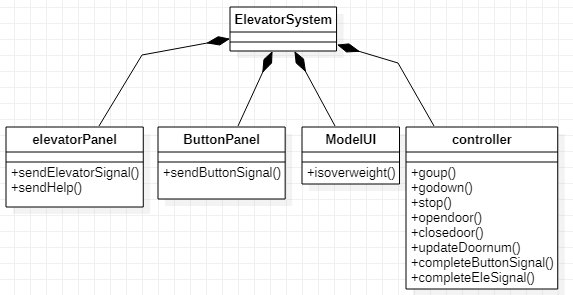 ElevatorSystem
elevatorPanel
+sendElevatorSignal()
+sendHelp()
ButtonPanel
+sendButtonSignal()
ModelUI
+isoverweight()
controller
+goup()
+godown()
+stop()
+opendoor()
+closedoor()
+updateDoornum()
+completeButtonSignal()
+completeEleSignal()